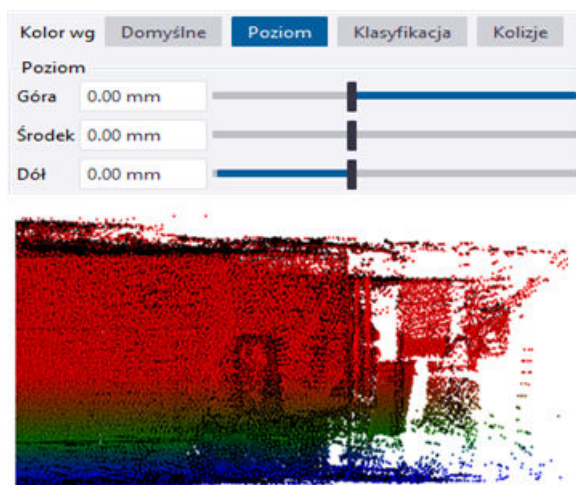 Kolor wg Domyślne Poziom Klasyfikacja Kolizje
Poziom
Góra 0.00 mm
Środek 0.00 mm
Dół 0.00 mm